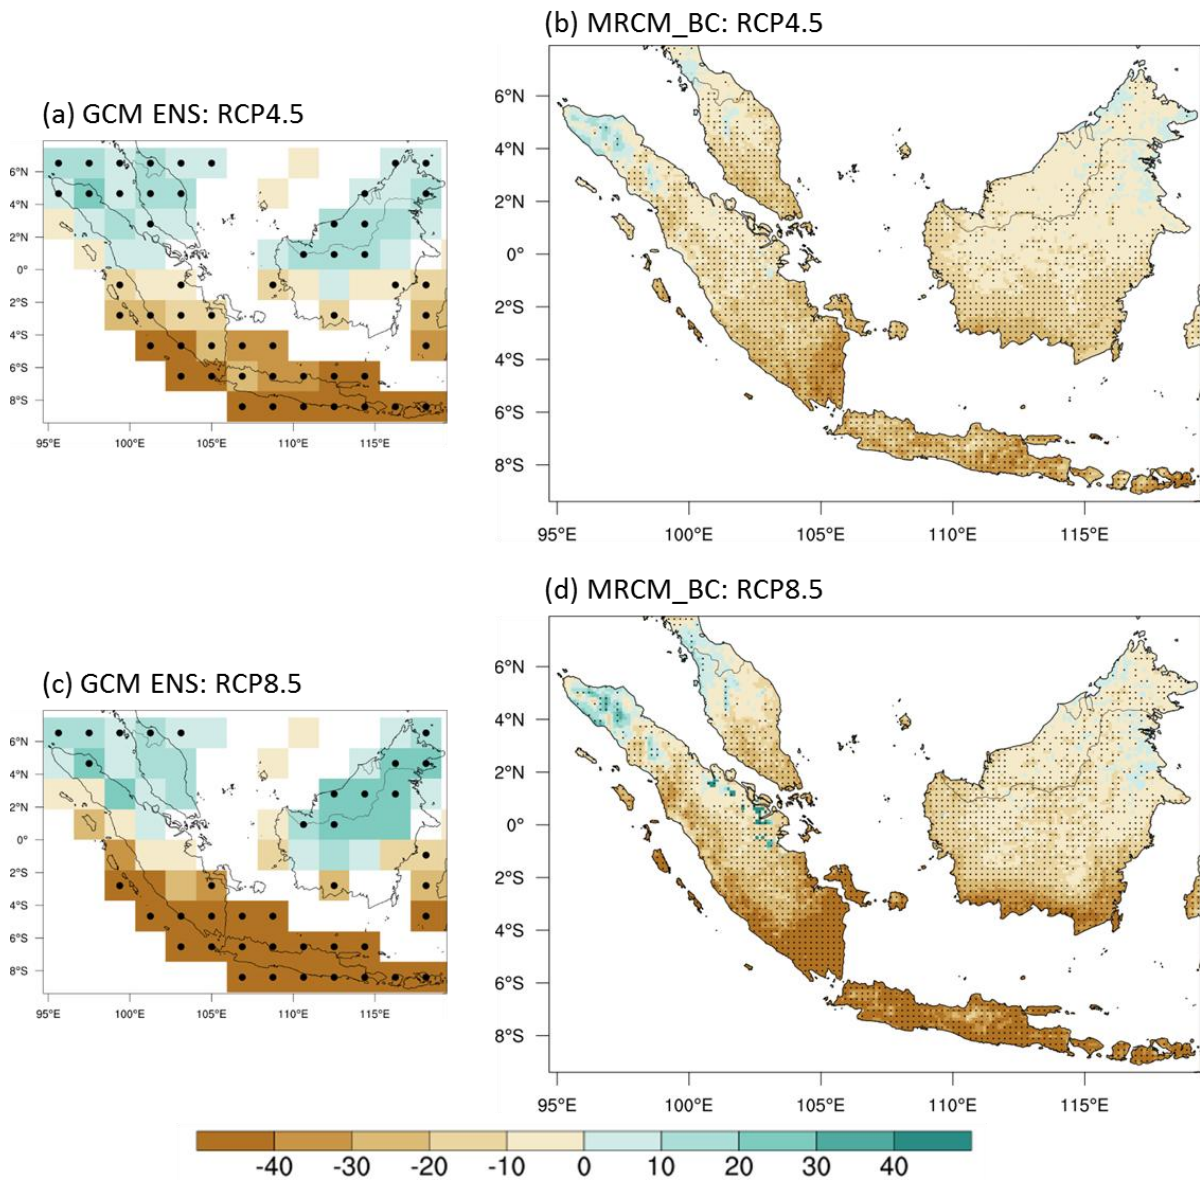 (a) GCM ENS: RCP4.5
6°N
4°N
2°N
0°
2°S
4°S
6°S
8°S
95°E 100°E 105°E 110°E 115°E
(b) MRCM_BC: RCP4.5
6°N
4°N
2°N
0°
2°S
4°S
6°S
8°S
95°E 100°E 105°E 110°E 115°E
(c) GCM ENS: RCP8.5
6°N
4°N
2°N
0°
2°S
4°S
6°S
8°S
95°E 100°E 105°E 110°E 115°E
(d) MRCM_BC: RCP8.5
6°N
4°N
2°N
0°
2°S
4°S
6°S
8°S
95°E 100°E 105°E 110°E 115°E
-40 -30 -20 -10 0 10 20 30 40